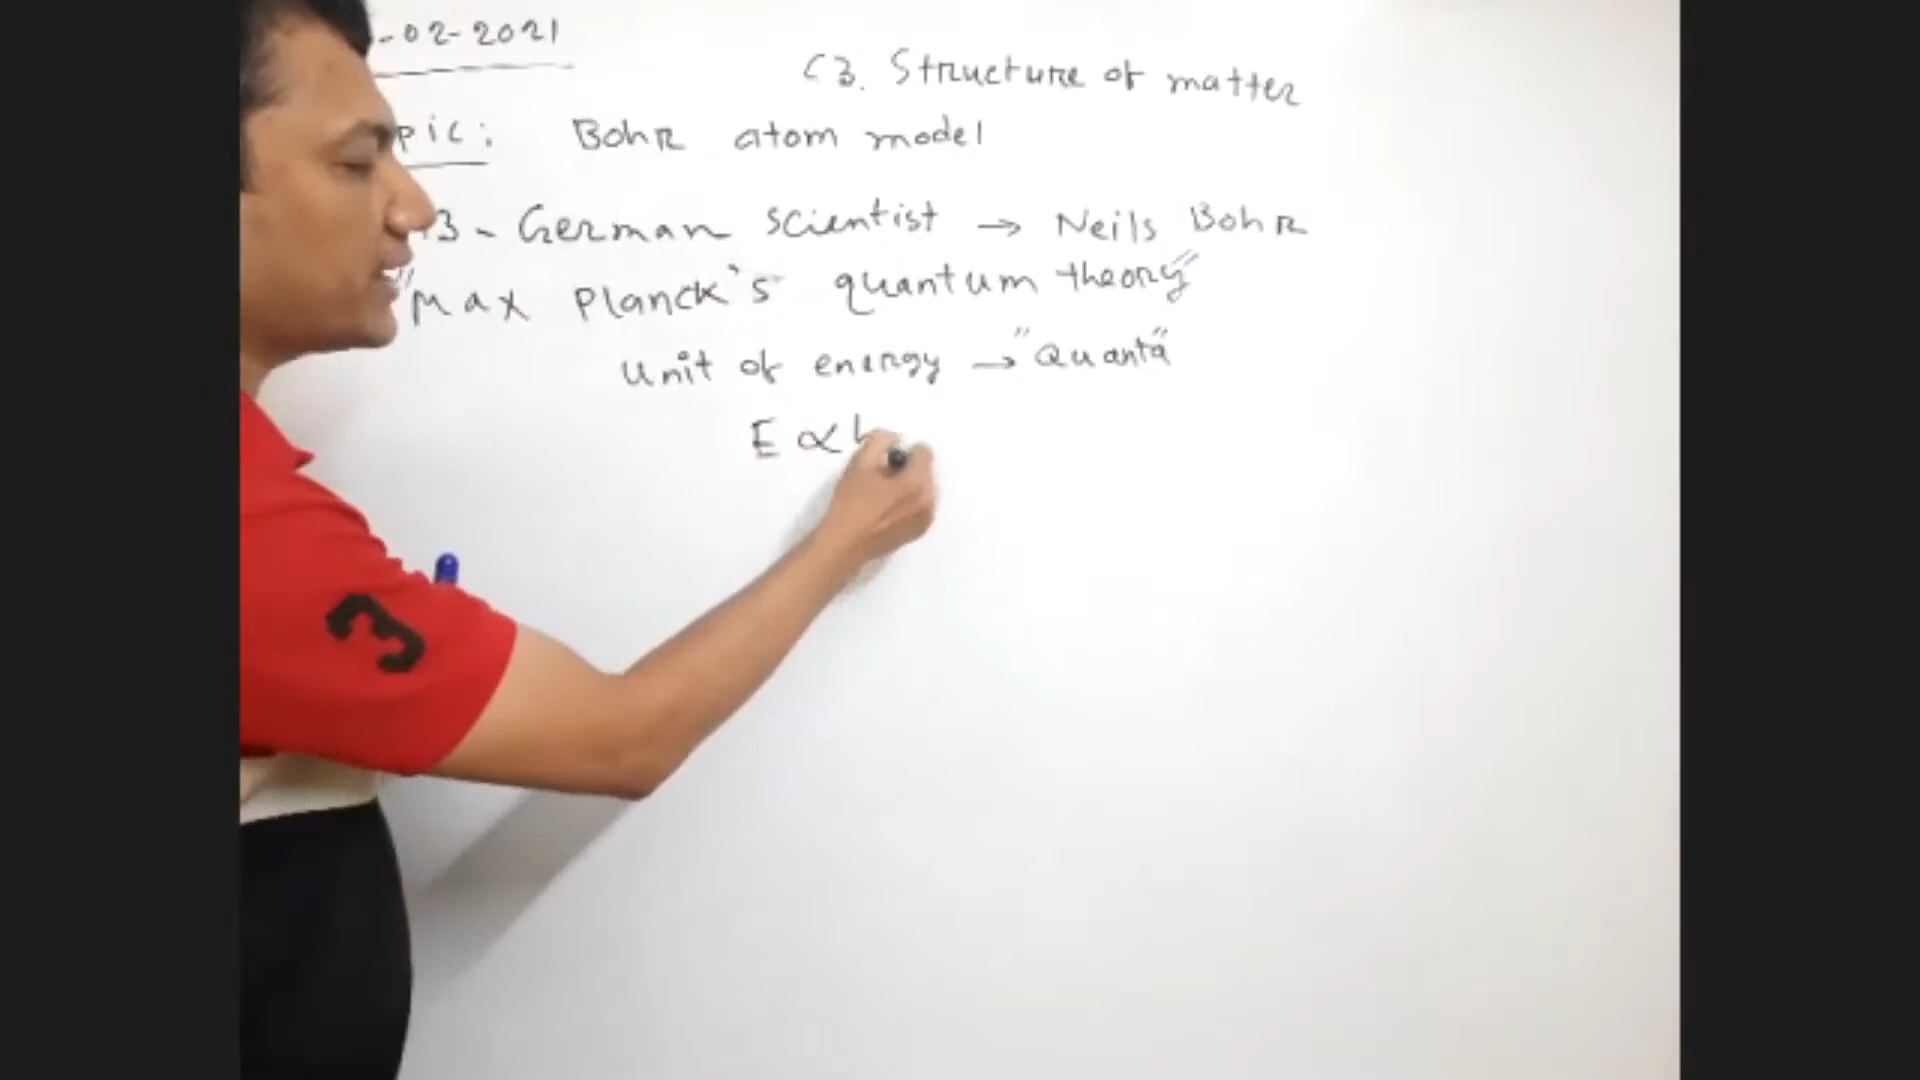 -02-2021
C3. Structure of matter
pic: Bohr atom model
3 - German scientist → Neils Bohr
"Max Planck's quantum theory"
Unit of energy → "Quanta"
E ∝
3